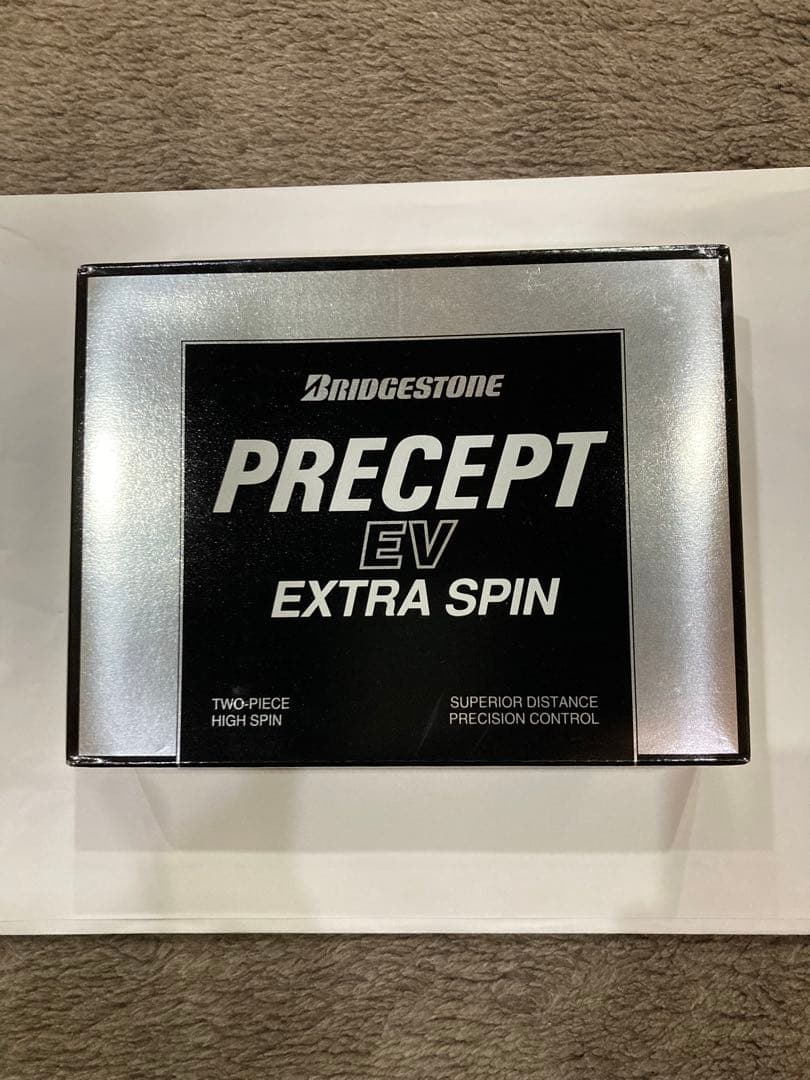 BRIDGESTONE
PRECEPT
EV
EXTRA SPIN
TWO-PIECE
HIGH SPIN
SUPERIOR DISTANCE
PRECISION CONTROL